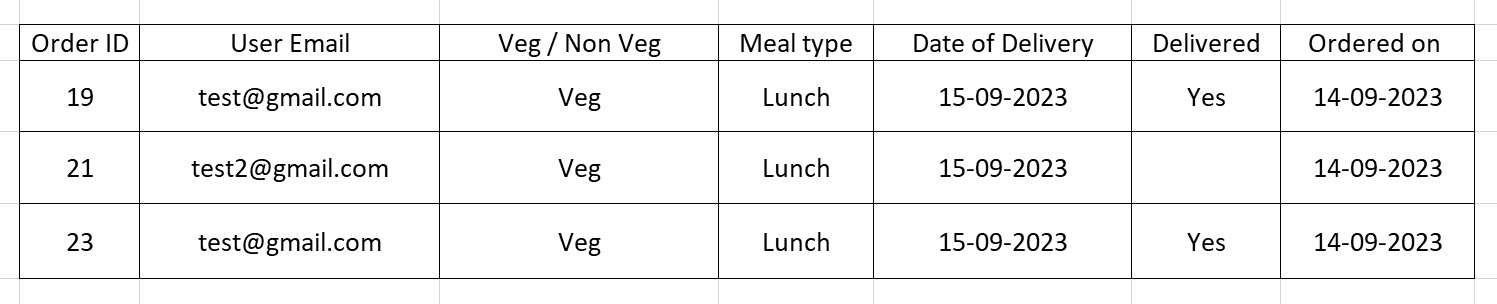 Order ID User Email Veg / Non Veg Meal type Date of Delivery Delivered Ordered on
19 test@gmail.com Veg Lunch 15-09-2023 Yes 14-09-2023
21 test2@gmail.com Veg Lunch 15-09-2023 14-09-2023
23 test@gmail.com Veg Lunch 15-09-2023 Yes 14-09-2023